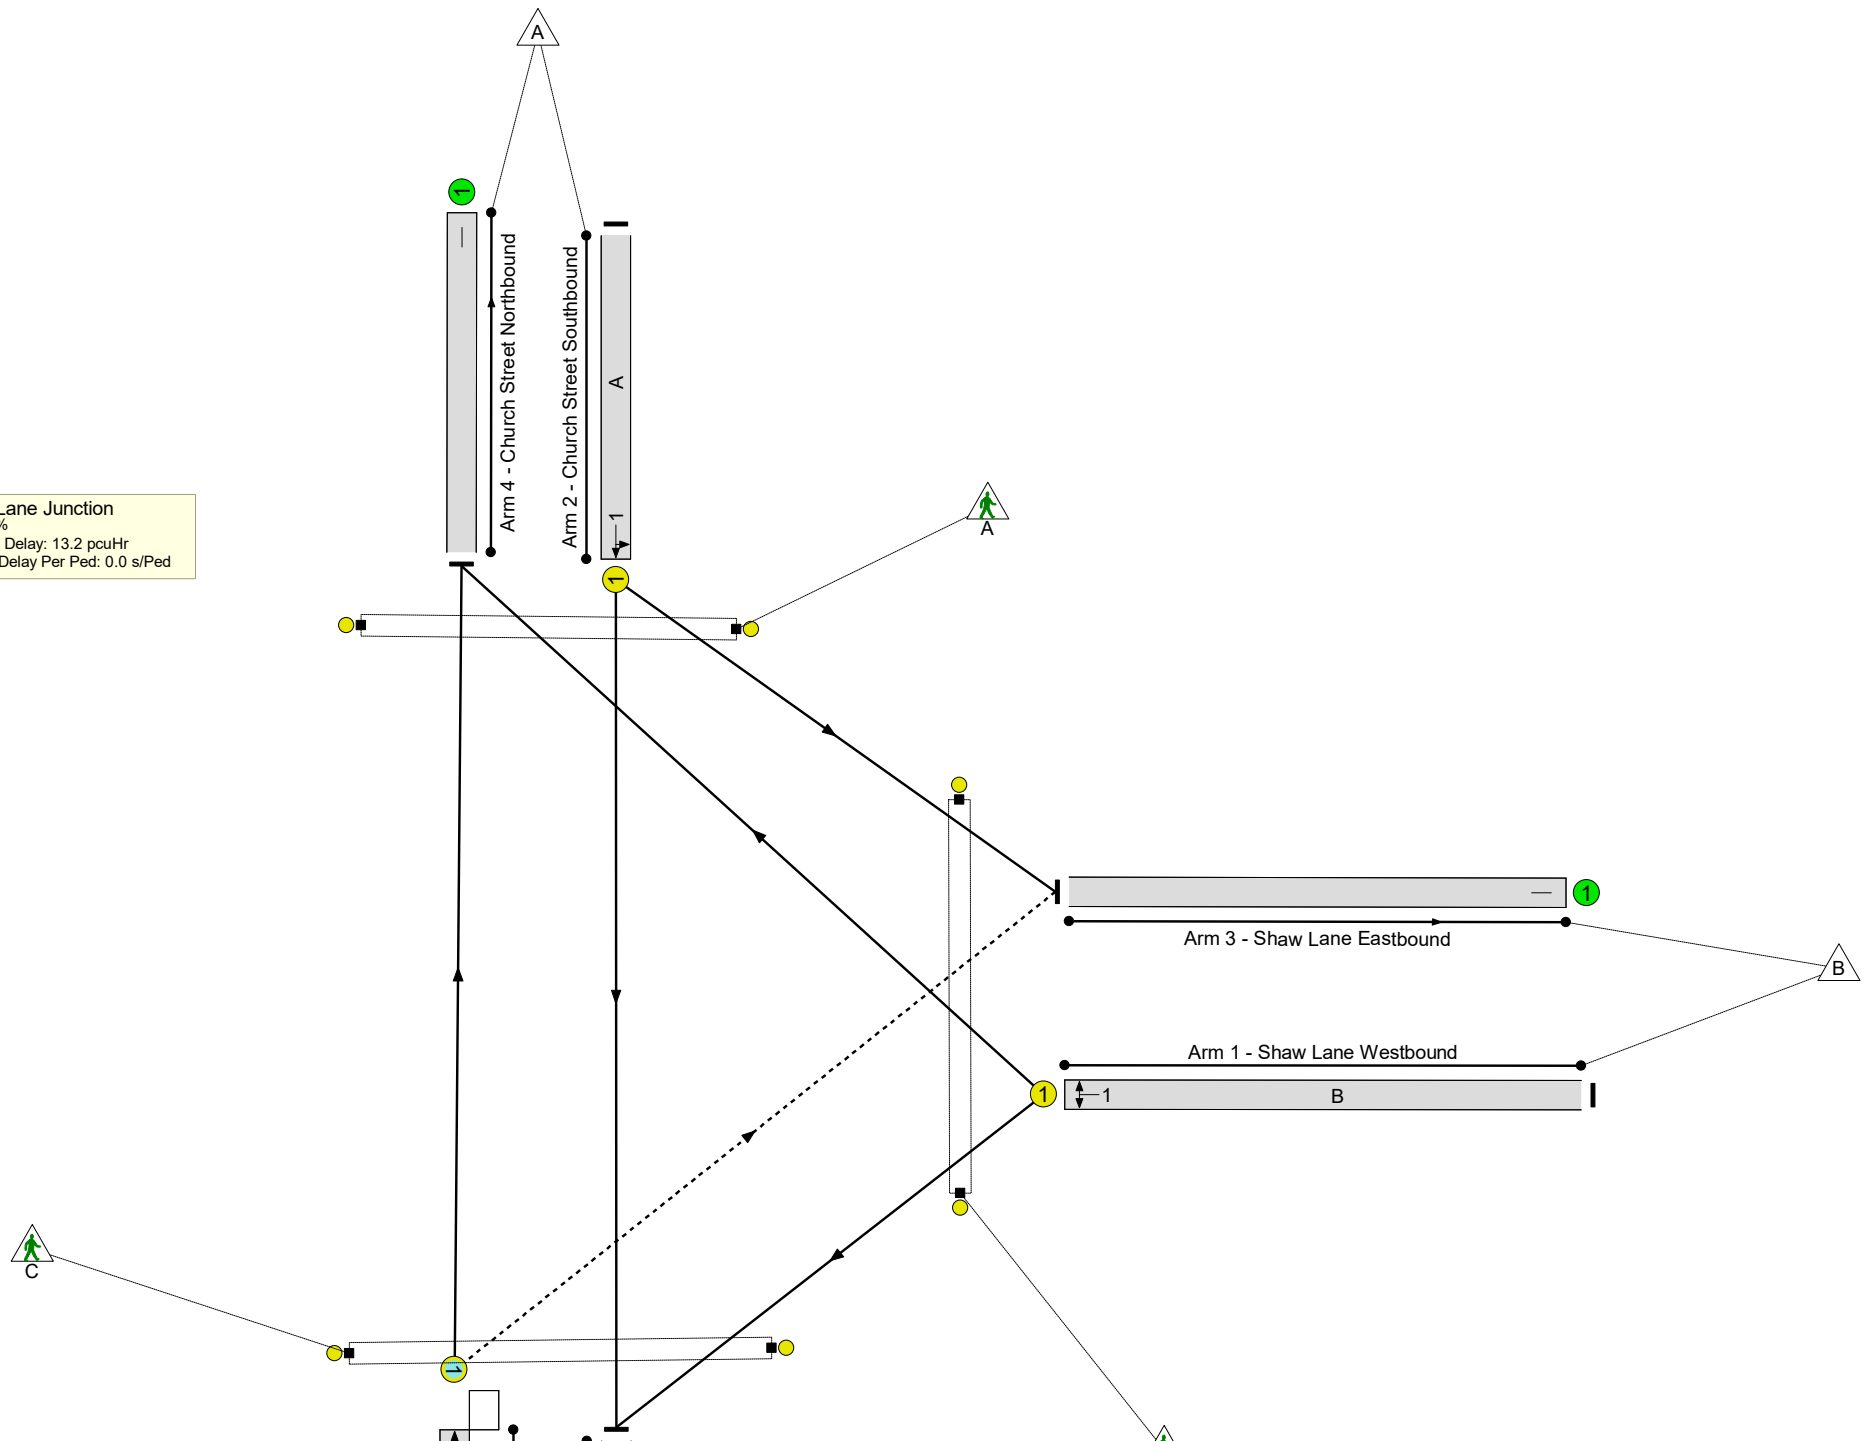 A
1
Arm 4 - Church Street Northbound
Arm 2 - Church Street Southbound
A
1
1
Lane Junction
%
Delay: 13.2 pcuHr
Delay Per Ped: 0.0 s/Ped
A
1
Arm 3 - Shaw Lane Eastbound
B
Arm 1 - Shaw Lane Westbound
1
1
B
C
1